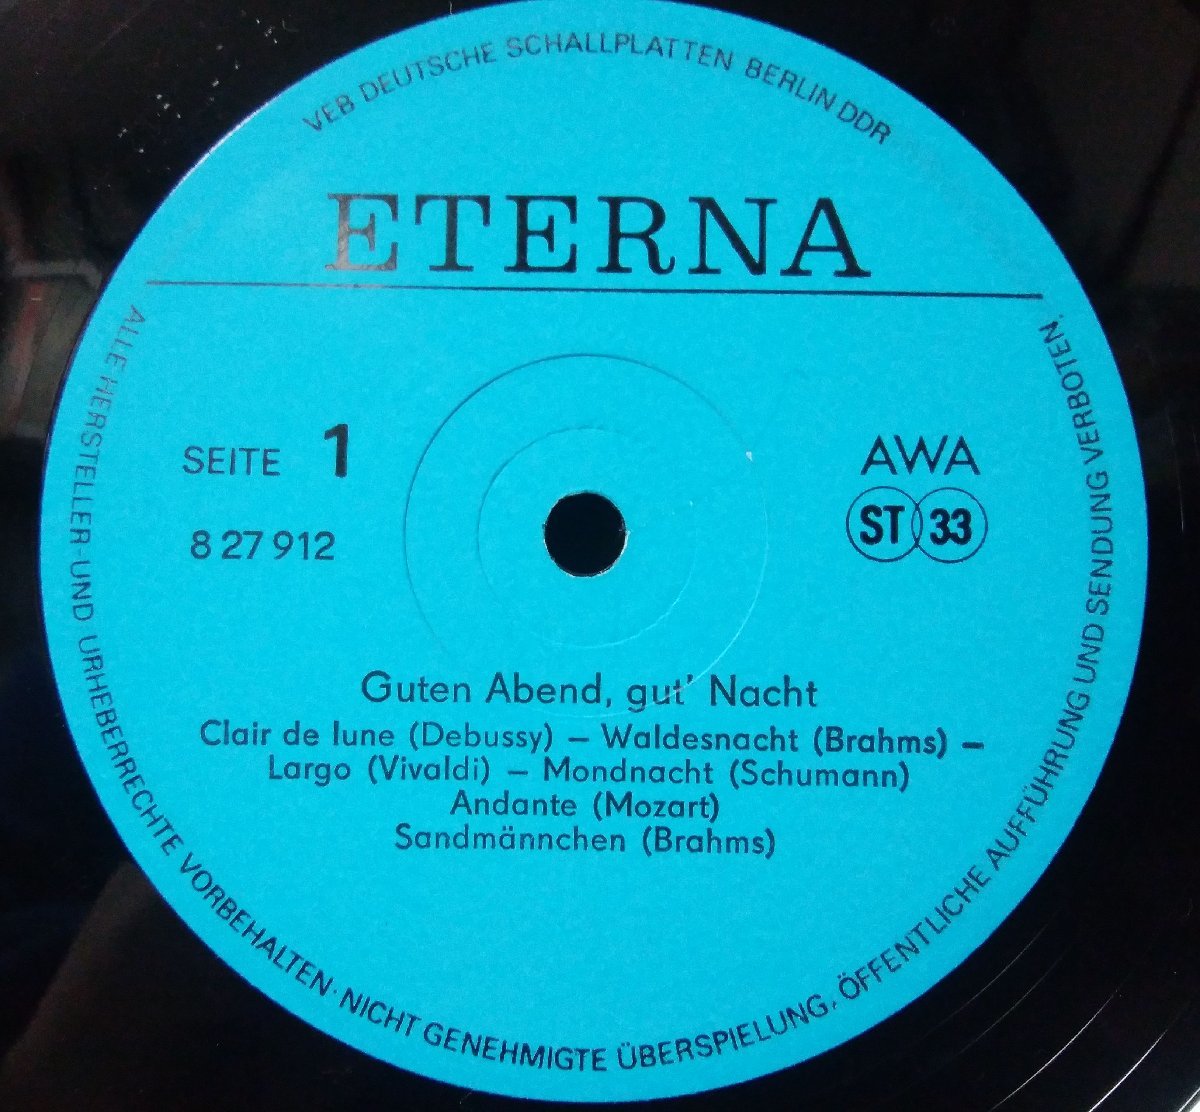 VEB DEUTSCHE SCHALLPLATTEN BERLIN DDR
ETERNA
SEITE 1
8 27 912
AWA
ST 33
Guten Abend, gut' Nacht
Clair de lune (Debussy) – Waldesnacht (Brahms) –
Largo (Vivaldi) – Mondnacht (Schumann)
Andante (Mozart)
Sandmännchen (Brahms)
ALLE HERSTELLER-UND URHEBERRECHTE VORBEHALTEN · NICHT GENEHMIGTE ÜBERSPIELUNG, ÖFFENTLICHE AUFFÜHRUNG UND SENDUNG VERBOTEN.